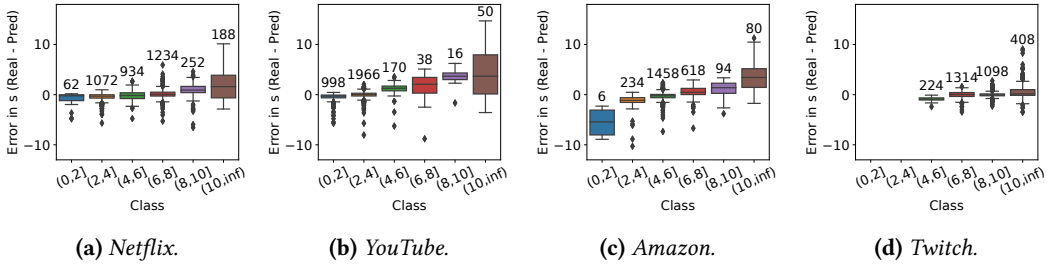 Error in s (Real - Pred)
10
0
−10
62 1072 934 1234 252 188
(0,2] (2,4] (4,6] (6,8] (8,10] (10,inf)
Class
(a) Netflix.
Error in s (Real - Pred)
10
0
−10
998 1966 170 38 16 50
(0,2] (2,4] (4,6] (6,8] (8,10] (10,inf)
Class
(b) YouTube.
Error in s (Real - Pred)
10
0
−10
6 234 1458 618 94 80
(0,2] (2,4] (4,6] (6,8] (8,10] (10,inf)
Class
(c) Amazon.
Error in s (Real - Pred)
10
0
−10
224 1314 1098 408
(0,2] (2,4] (4,6] (6,8] (8,10] (10,inf)
Class
(d) Twitch.